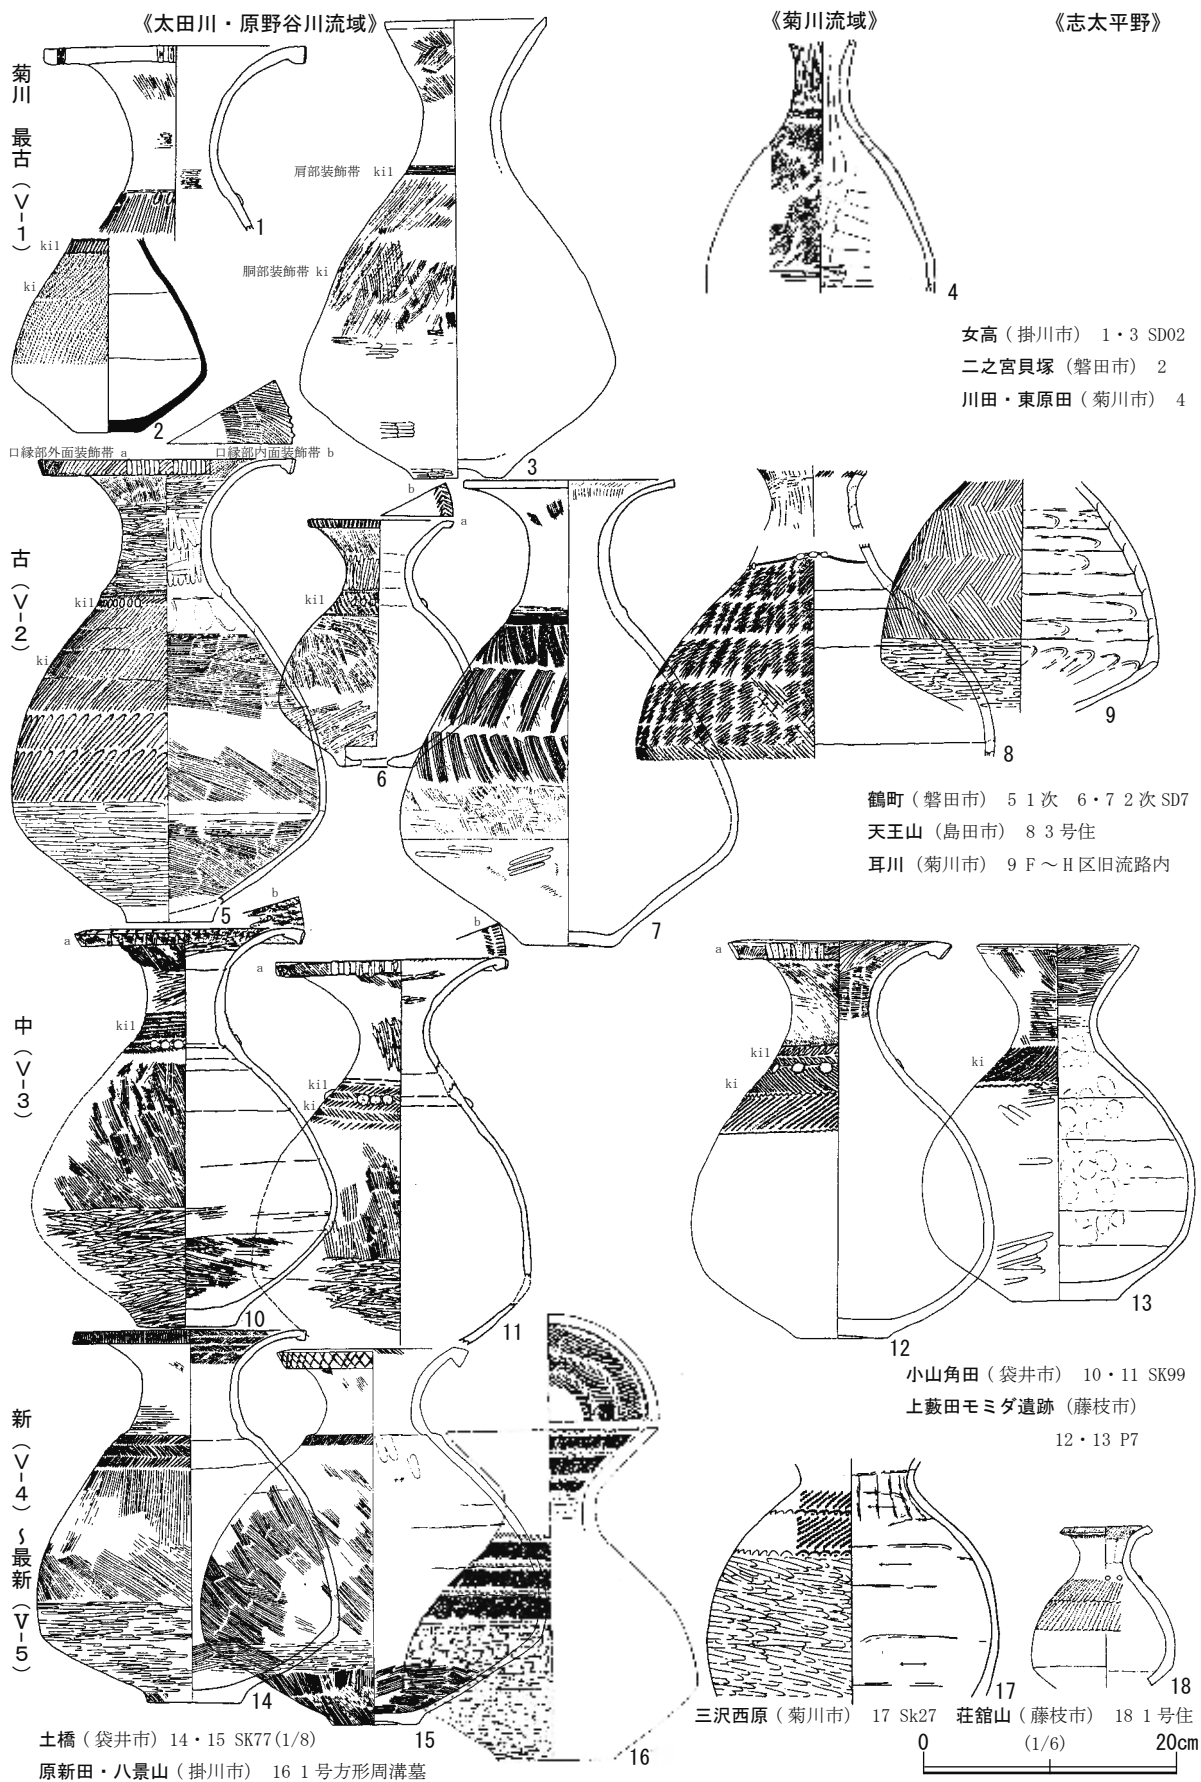 《太田川・原野谷川流域》
《菊川流域》
《志太平野》
菊川 最古（Ⅴ-1）
肩部装飾帯 ki1
1
ki1
胴部装飾帯 ki
ki
4
女高（掛川市） 1・3 SD02
二之宮貝塚（磐田市） 2
川田・東原田（菊川市） 4
2
口縁部外面装飾帯 a
口縁部内面装飾帯 b
3
古（Ⅴ-2）
b
a
ki1
ki1
ki
6
9
8
鶴町（磐田市） 5 1次 6・7 2次 SD7
天王山（島田市） 8 3号住
耳川（菊川市） 9 F～H区旧流路内
5
7
中（Ⅴ-3）
b
a
b
a
a
ki1
ki1
ki
ki1
ki
ki
10
11
12
13
小山角田（袋井市） 10・11 SK99
上藪田モミダ遺跡（藤枝市）
12・13 P7
新（Ⅴ-4）～最新（Ⅴ-5）
14
15
16
17
18
土橋（袋井市）14・15 SK77(1/8)
原新田・八景山（掛川市） 16 1号方形周溝墓
三沢西原（菊川市） 17 Sk27
荘舘山（藤枝市） 18 1号住
0
(1/6)
20cm